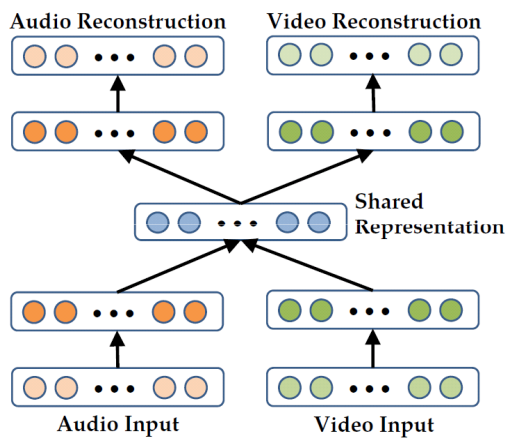 Audio Reconstruction
Video Reconstruction
Shared
Representation
Audio Input
Video Input